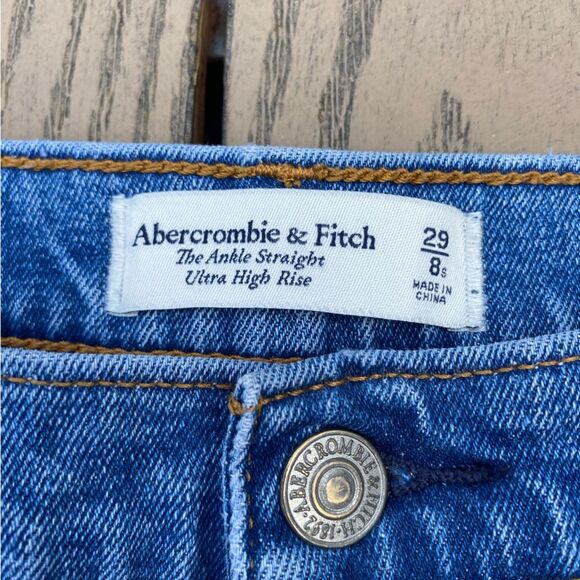 Abercrombie & Fitch
The Ankle Straight
Ultra High Rise
29
8s
MADE IN
CHINA
ABERCROMBIE & FITCH · 1892 ·